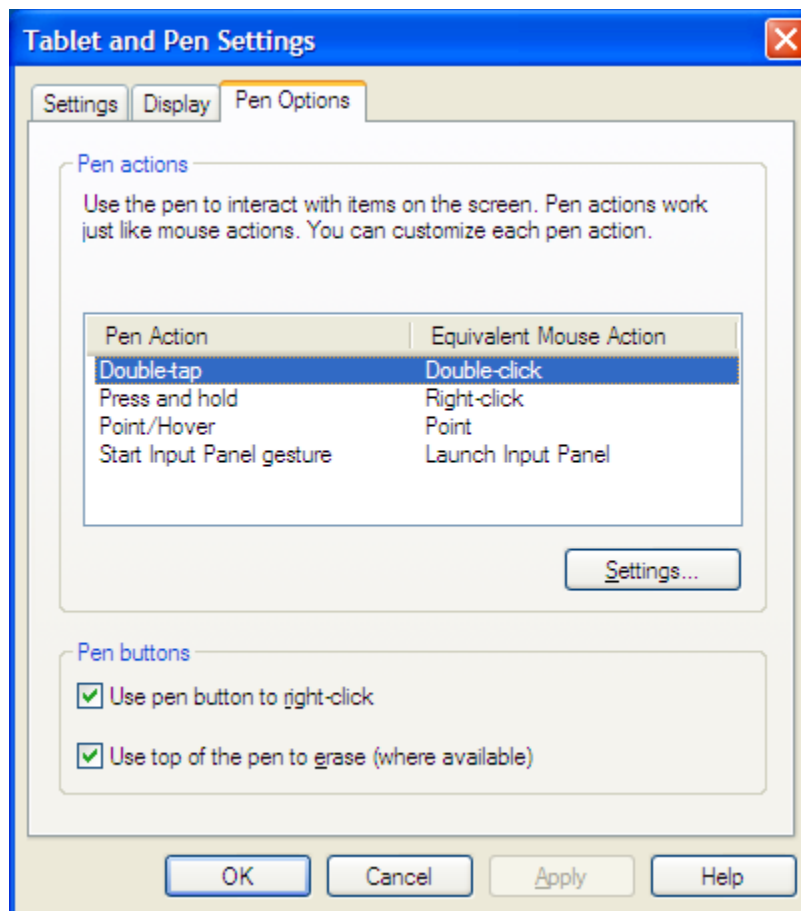 Tablet and Pen Settings
Settings Display Pen Options
Pen actions
Use the pen to interact with items on the screen. Pen actions work
just like mouse actions. You can customize each pen action.
Pen Action Equivalent Mouse Action
Double-tap Double-click
Press and hold Right-click
Point/Hover Point
Start Input Panel gesture Launch Input Panel
Settings...
Pen buttons
Use pen button to right-click
Use top of the pen to erase (where available)
OK Cancel Apply Help